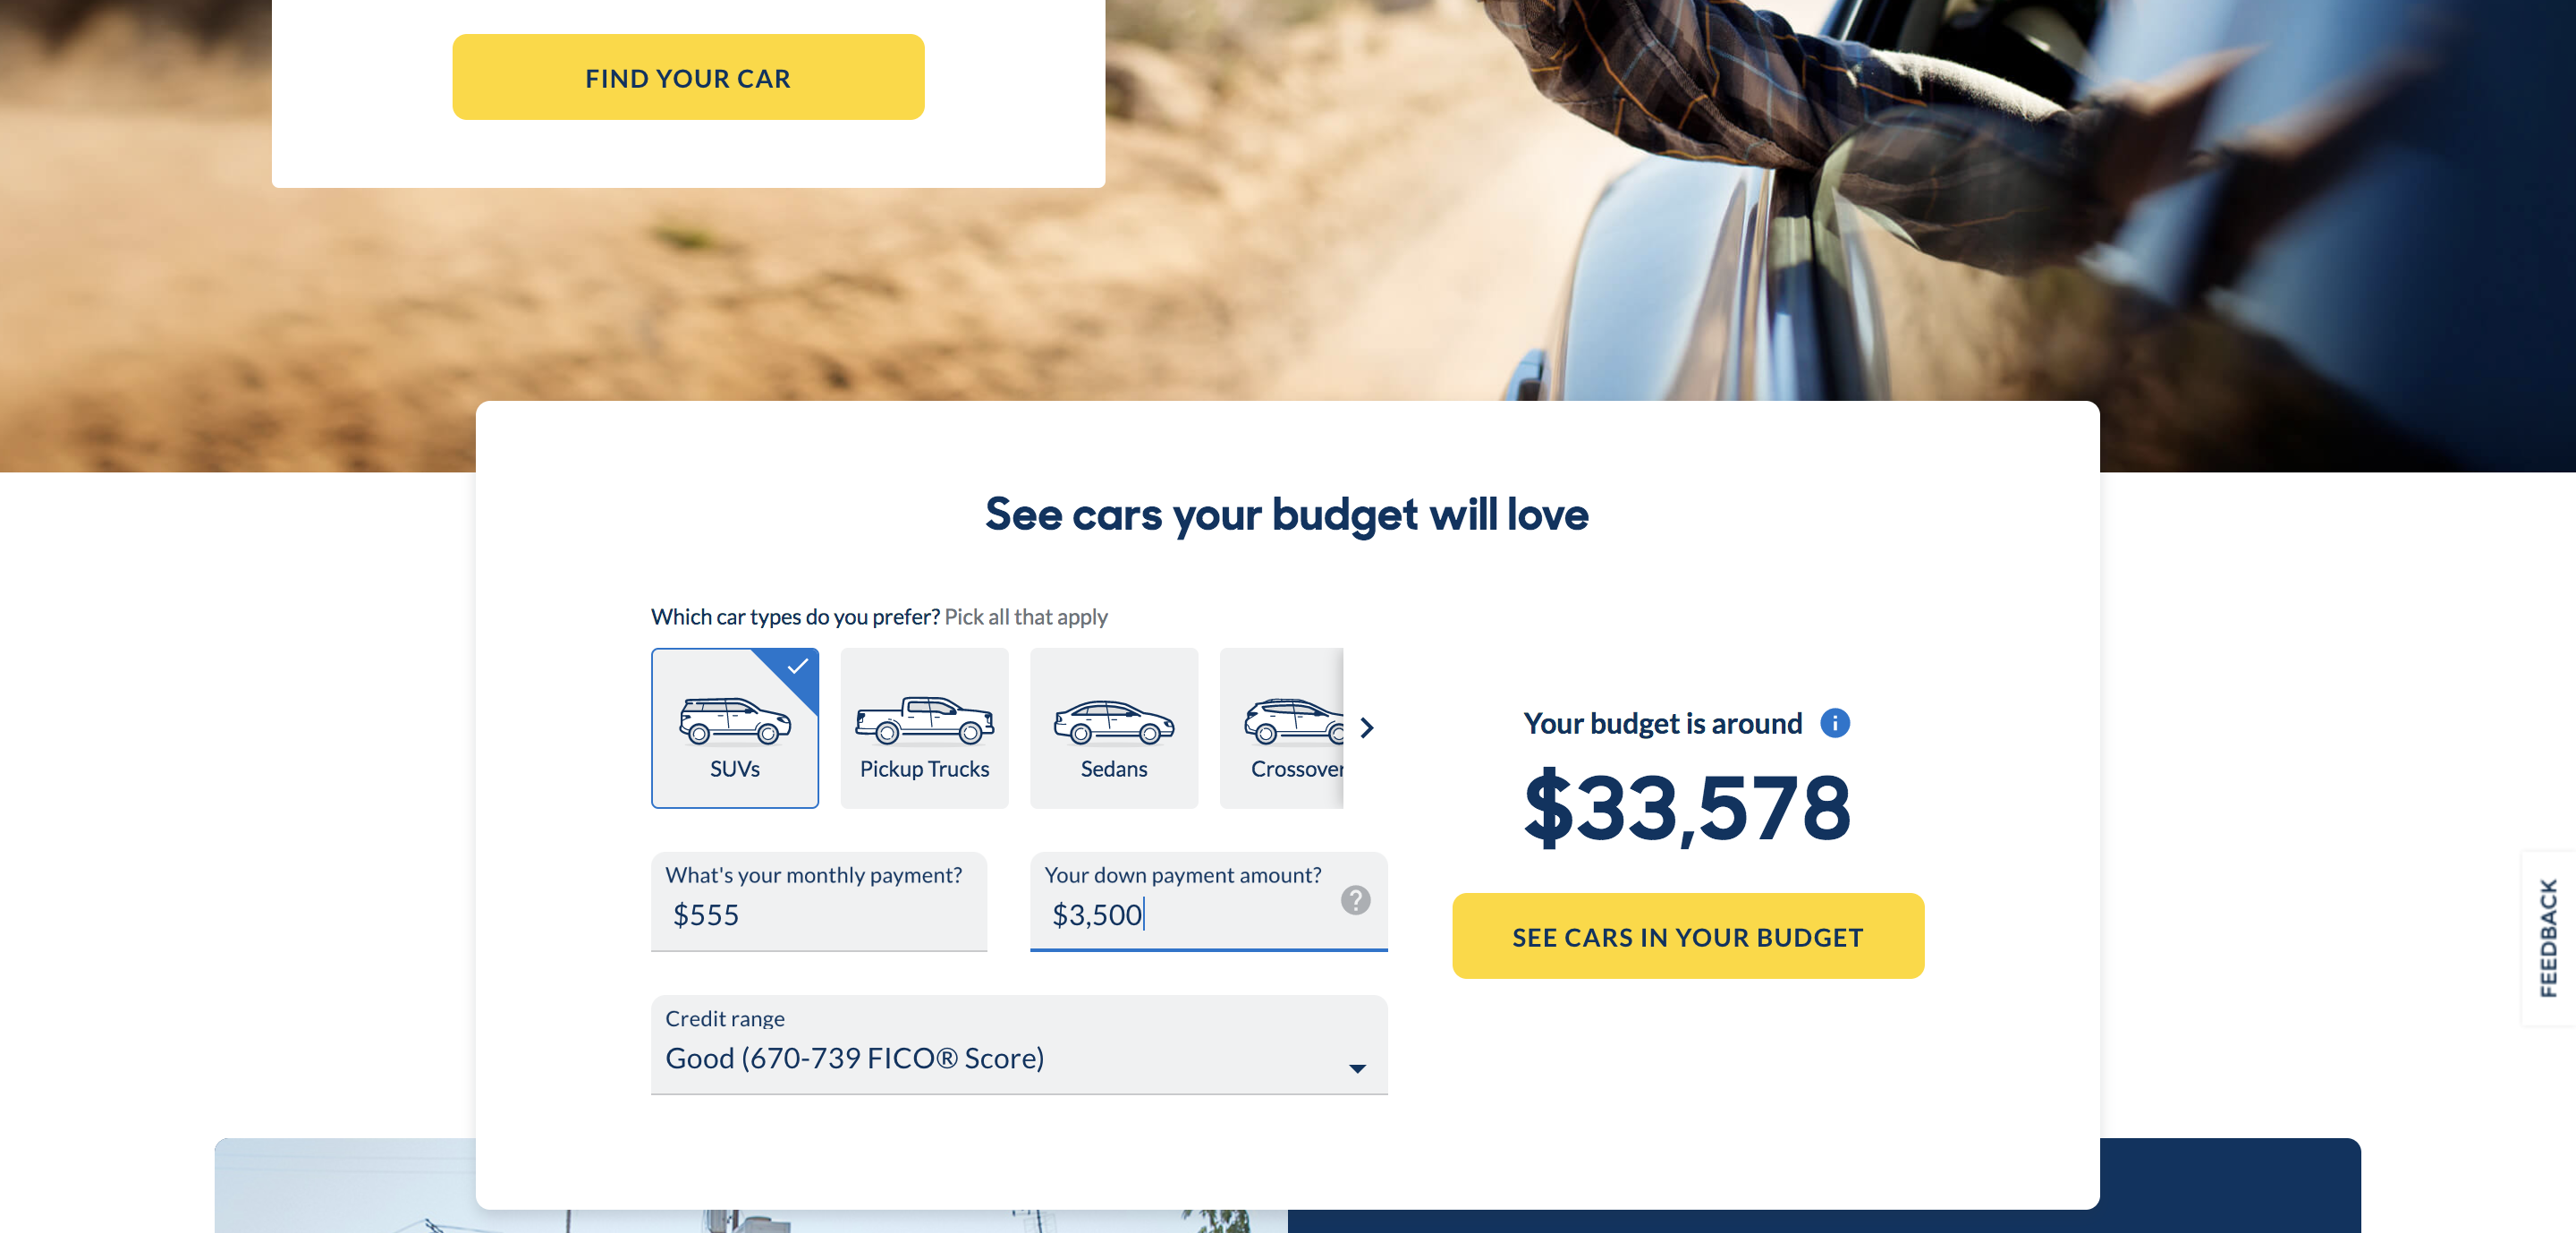 FIND YOUR CAR
See cars your budget will love
Which car types do you prefer? Pick all that apply
SUVs
Pickup Trucks
Sedans
Crossover
What's your monthly payment?
$555
Your down payment amount?
$3,500
?
Credit range
Good (670-739 FICO® Score)
Your budget is around i
$33,578
SEE CARS IN YOUR BUDGET
FEEDBACK